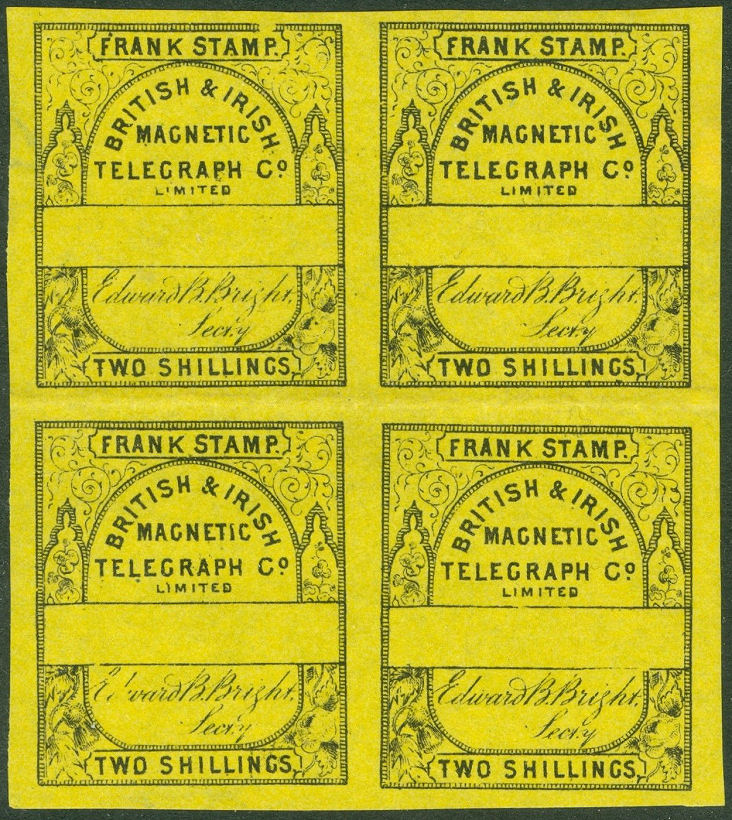 FRANK STAMP.
BRITISH & IRISH
MAGNETIC
TELEGRAPH Cº
LIMITED
Edward B. Bright,
Secty
TWO SHILLINGS.
FRANK STAMP.
BRITISH & IRISH
MAGNETIC
TELEGRAPH Cº
LIMITED
Edward B. Bright,
Secty
TWO SHILLINGS.
FRANK STAMP.
BRITISH & IRISH
MAGNETIC
TELEGRAPH Cº
LIMITED
Edward B. Bright,
Secty
TWO SHILLINGS.
FRANK STAMP.
BRITISH & IRISH
MAGNETIC
TELEGRAPH Cº
LIMITED
Edward B. Bright,
Secty
TWO SHILLINGS.